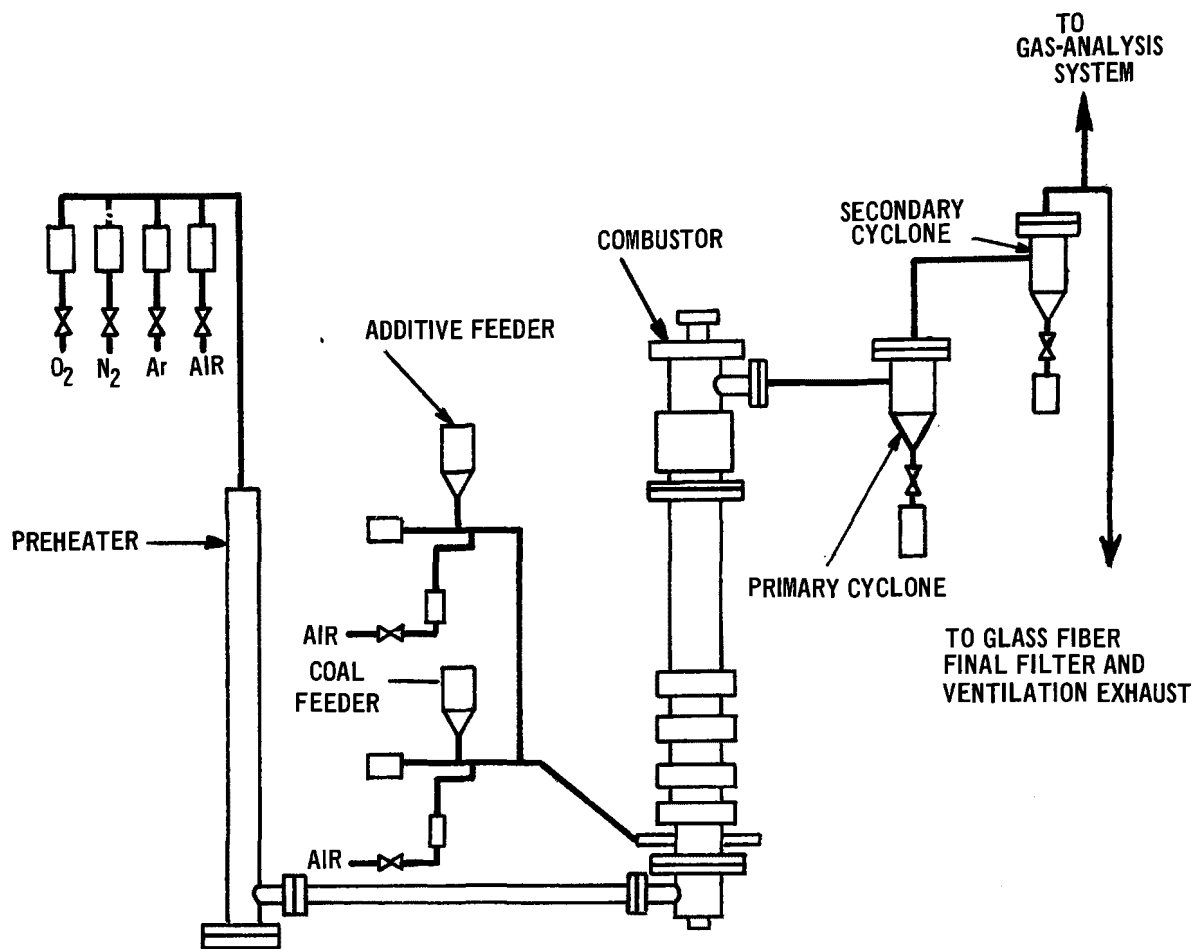 TO
GAS-ANALYSIS
SYSTEM
SECONDARY
CYCLONE
COMBUSTOR
ADDITIVE FEEDER
O2 N2 Ar AIR
PREHEATER
PRIMARY CYCLONE
AIR
TO GLASS FIBER
FINAL FILTER AND
VENTILATION EXHAUST
COAL
FEEDER
AIR